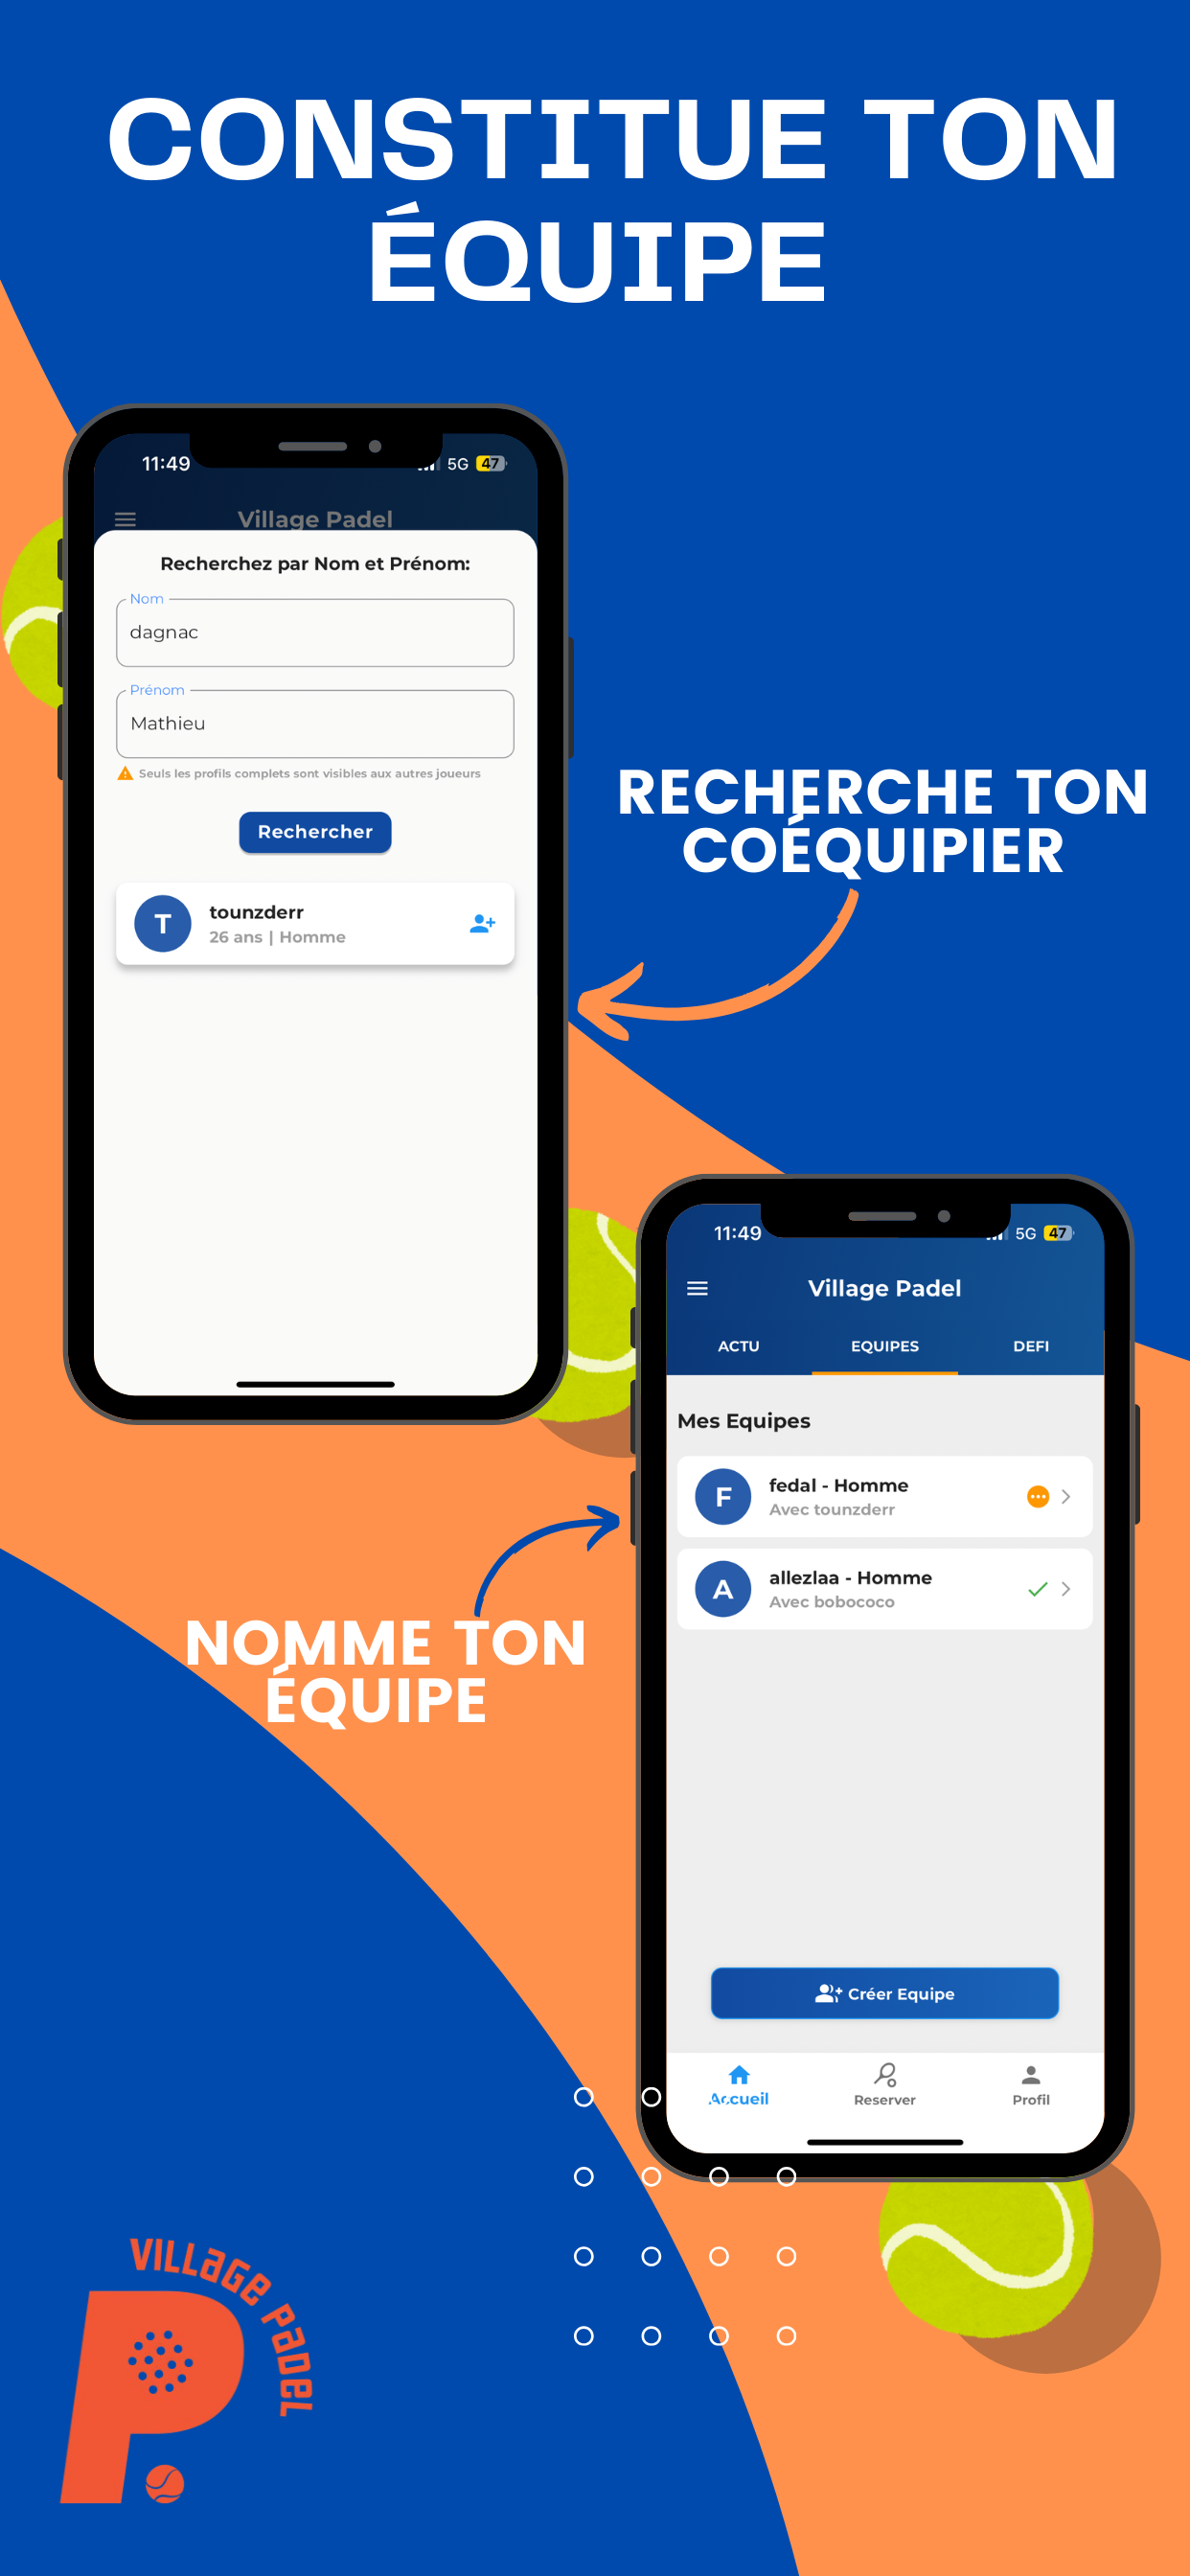 CONSTITUE TON
ÉQUIPE
11:49
5G 47
Village Padel
Recherchez par Nom et Prénom:
Nom
dagnac
Prénom
Mathieu
Seuls les profils complets sont visibles aux autres joueurs
Rechercher
T
tounzderr
26 ans | Homme
RECHERCHE TON
COÉQUIPIER
11:49
5G 47
Village Padel
ACTU EQUIPES DEFI
Mes Equipes
F
fedal - Homme
Avec tounzderr
A
allezlaa - Homme
Avec bobococo
NOMME TON
ÉQUIPE
Créer Equipe
Accueil Reserver Profil
VILLaGe PaDeL
P